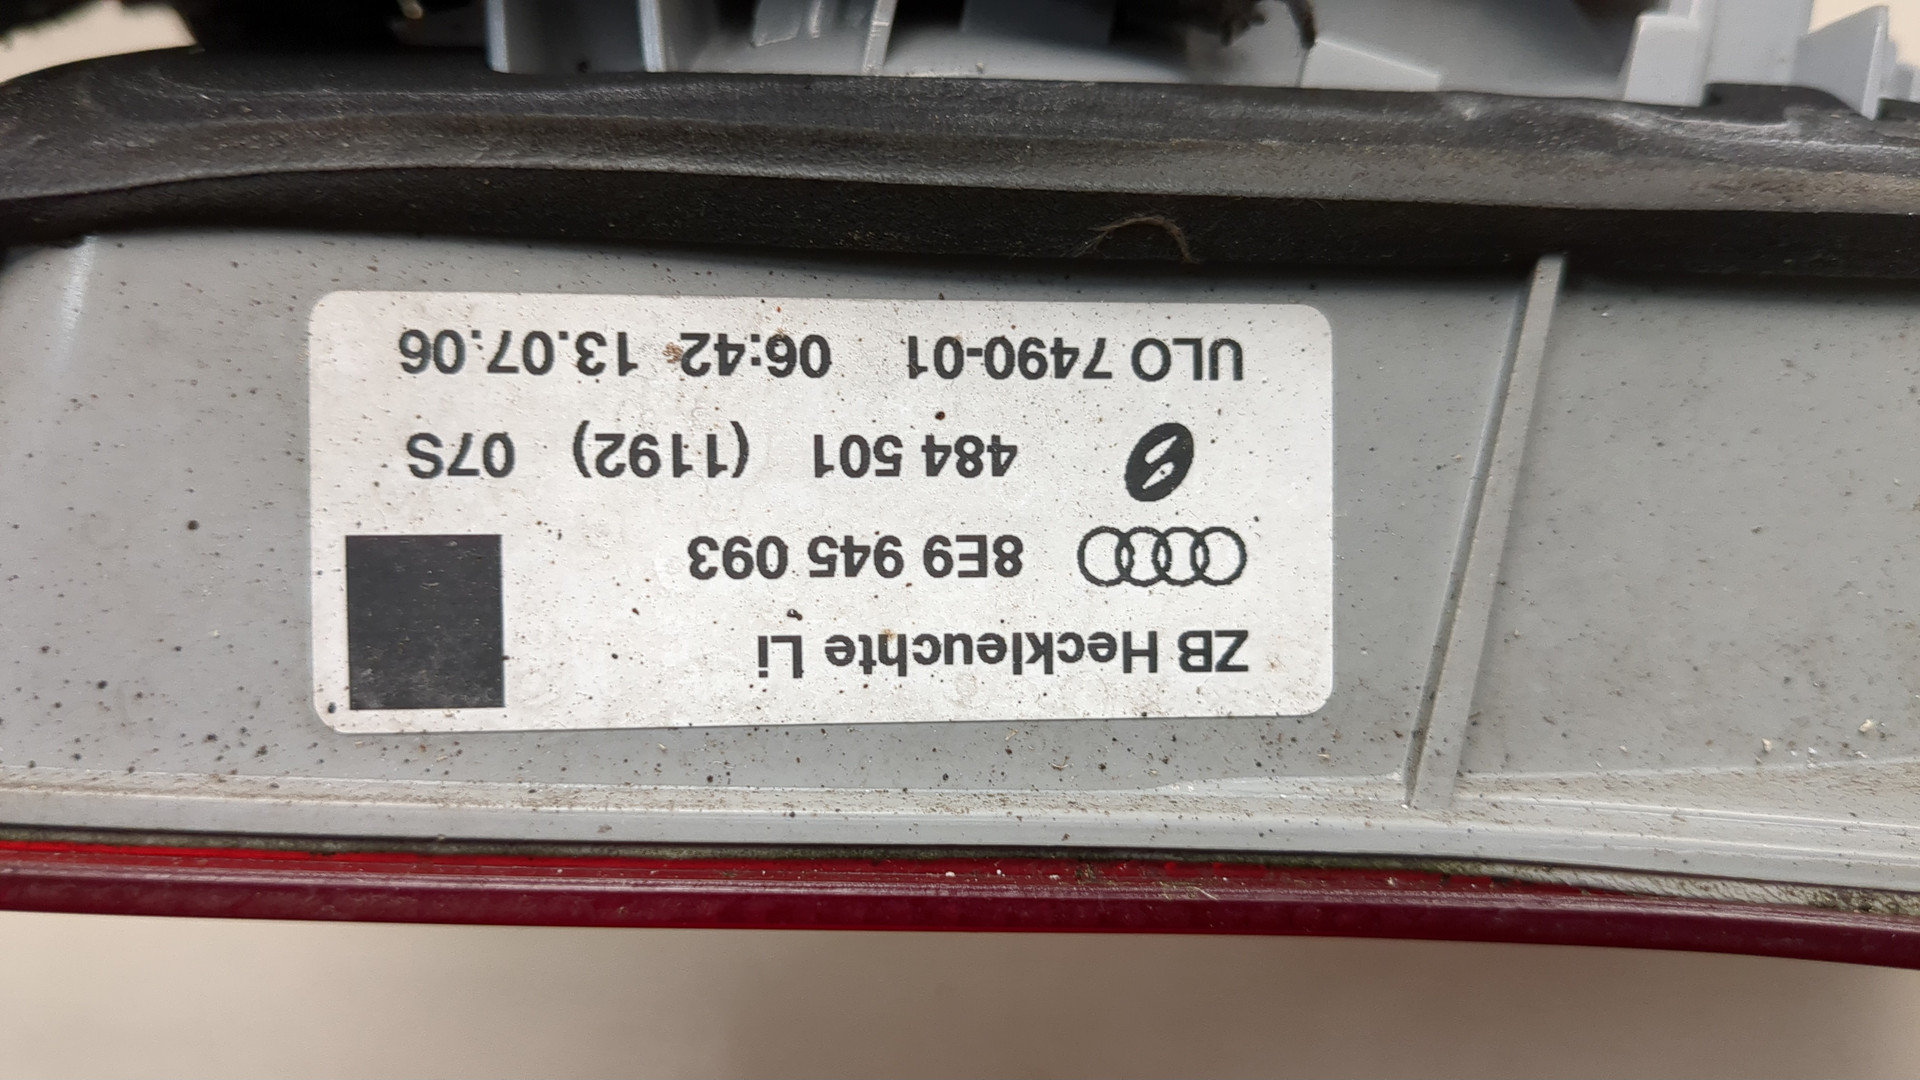 ZB Heckleuchte Li
8E9 945 093
484 501 (1192) 07S
ULO 7490-01 06:42 13.07.06